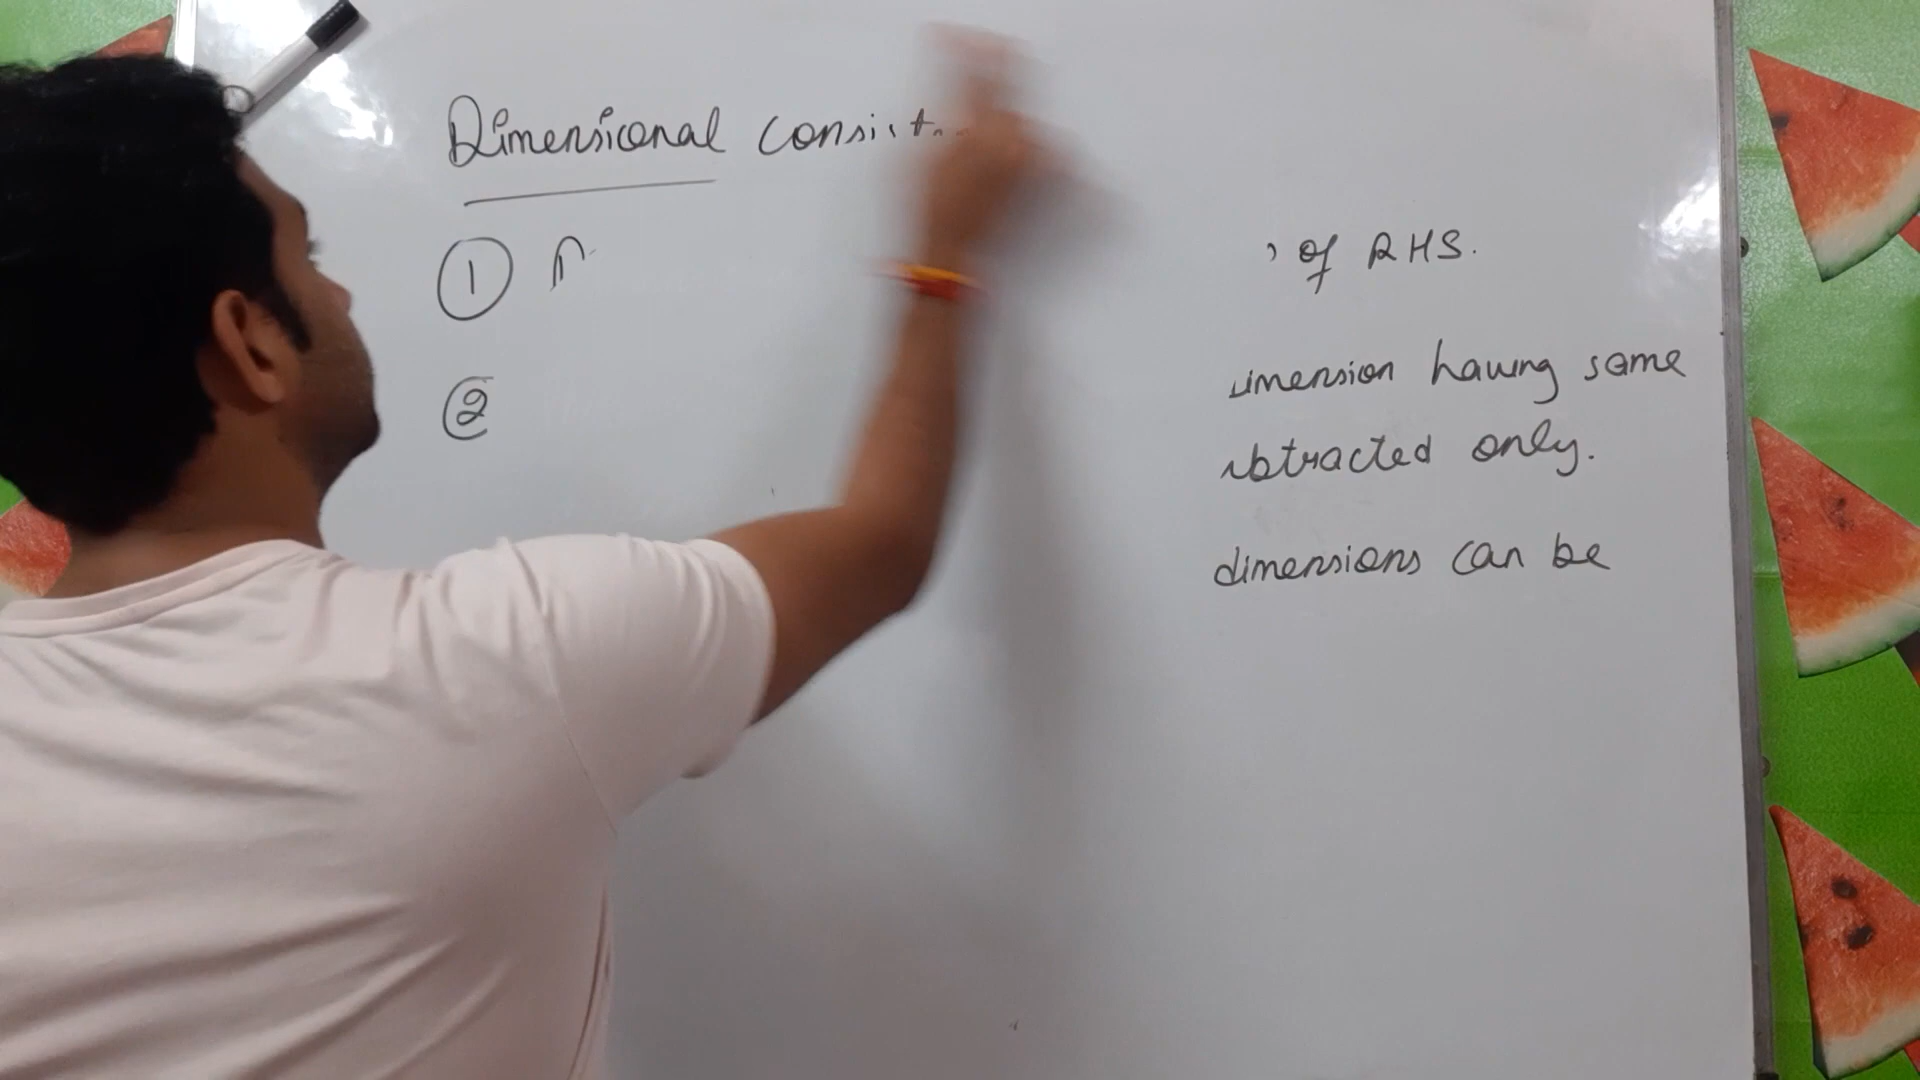 Dimensional consist
① of RHS.
② imension having same
btracted only.
dimensions can be